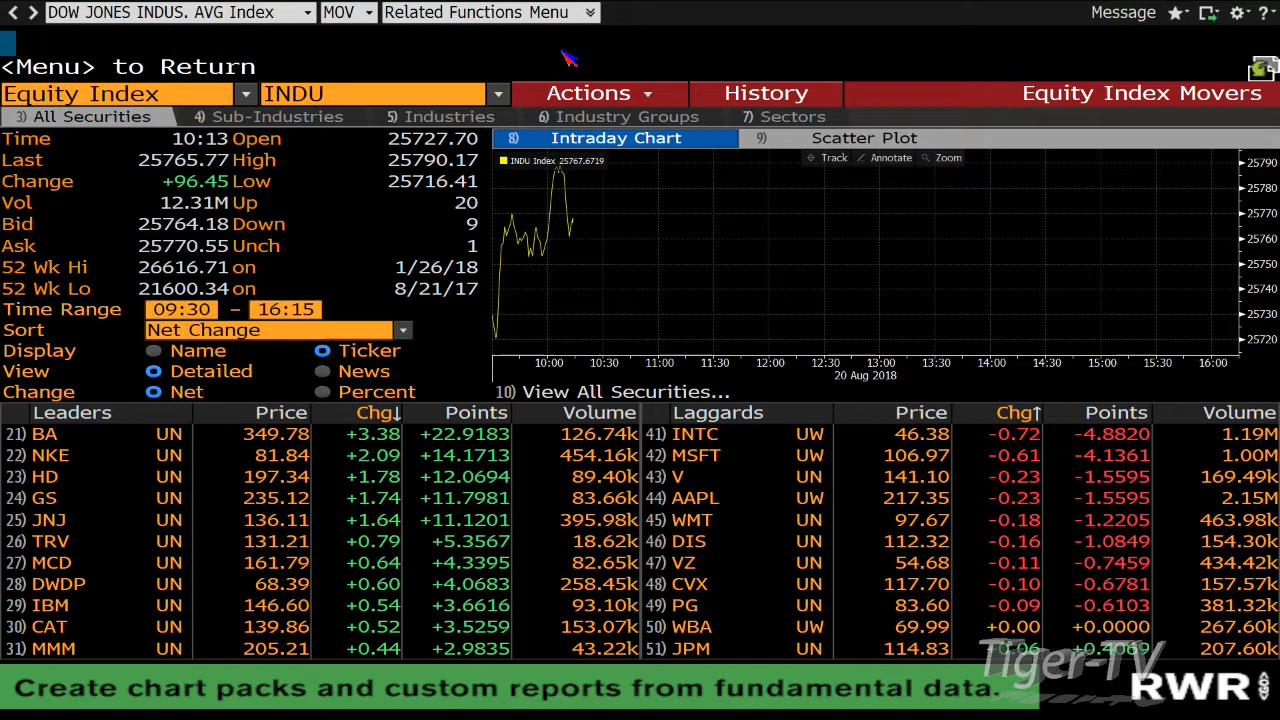 DOW JONES INDUS. AVG Index MOV Related Functions Menu Message ?
<Menu> to Return
Equity Index INDU Actions History Equity Index Movers
3) All Securities 4) Sub-Industries 5) Industries 6) Industry Groups 7) Sectors
Time 10:13 Open 25727.70
Last 25765.77 High 25790.17
Change +96.45 Low 25716.41
Vol 12.31M Up 20
Bid 25764.18 Down 9
Ask 25770.55 Unch 1
52 Wk Hi 26616.71 on 1/26/18
52 Wk Lo 21600.34 on 8/21/17
Time Range 09:30 - 16:15
Sort Net Change
Display Name Ticker
View Detailed News
Change Net Percent
8) Intraday Chart 9) Scatter Plot
INDU Index 25767.6719 Track Annotate Zoom
25790
25780
25770
25760
25750
25740
25730
25720
10:00 10:30 11:00 11:30 12:00 12:30 13:00 13:30 14:00 14:30 15:00 15:30 16:00
20 Aug 2018
10) View All Securities...
Leaders Price Chg↓ Points Volume Laggards Price Chg↑ Points Volume
21) BA UN 349.78 +3.38 +22.9183 126.74k 41) INTC UW 46.38 -0.72 -4.8820 1.19M
22) NKE UN 81.84 +2.09 +14.1713 454.16k 42) MSFT UW 106.97 -0.61 -4.1361 1.00M
23) HD UN 197.34 +1.78 +12.0694 89.40k 43) V UN 141.10 -0.23 -1.5595 169.49k
24) GS UN 235.12 +1.74 +11.7981 83.66k 44) AAPL UW 217.35 -0.23 -1.5595 2.15M
25) JNJ UN 136.11 +1.64 +11.1201 395.98k 45) WMT UN 97.67 -0.18 -1.2205 463.98k
26) TRV UN 131.21 +0.79 +5.3567 18.62k 46) DIS UN 112.32 -0.16 -1.0849 154.30k
27) MCD UN 161.79 +0.64 +4.3395 82.65k 47) VZ UN 54.68 -0.11 -0.7459 434.42k
28) DWDP UN 68.39 +0.60 +4.0683 258.45k 48) CVX UN 117.70 -0.10 -0.6781 157.57k
29) IBM UN 146.60 +0.54 +3.6616 93.10k 49) PG UN 83.60 -0.09 -0.6103 381.32k
30) CAT UN 139.86 +0.52 +3.5259 153.07k 50) WBA UW 69.99 +0.00 +0.0000 267.60k
31) MMM UN 205.21 +0.44 +2.9835 43.22k 51) JPM UN 114.83 +0.06 +0.4069 207.60k
Tiger-TV
Create chart packs and custom reports from fundamental data. RWR